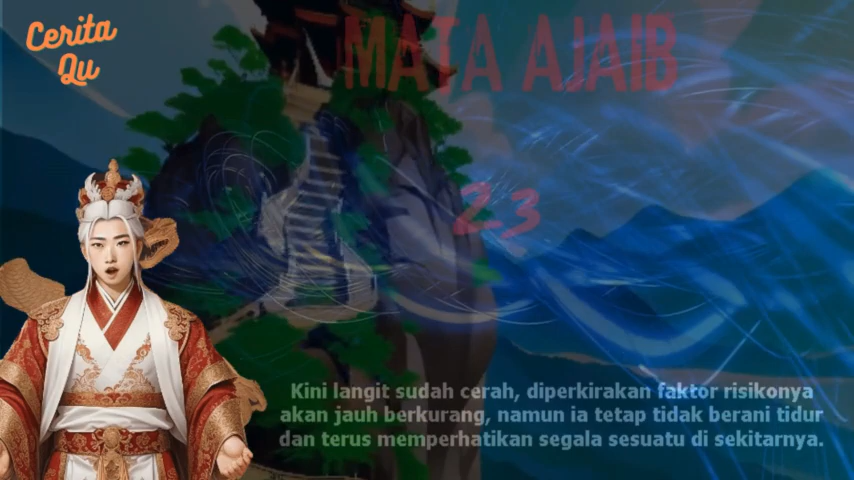 Cerita
Qu
MATA AJAIB
23
Kini langit sudah cerah, diperkirakan faktor risikonya
akan jauh berkurang, namun ia tetap tidak berani tidur
dan terus memperhatikan segala sesuatu di sekitarnya.